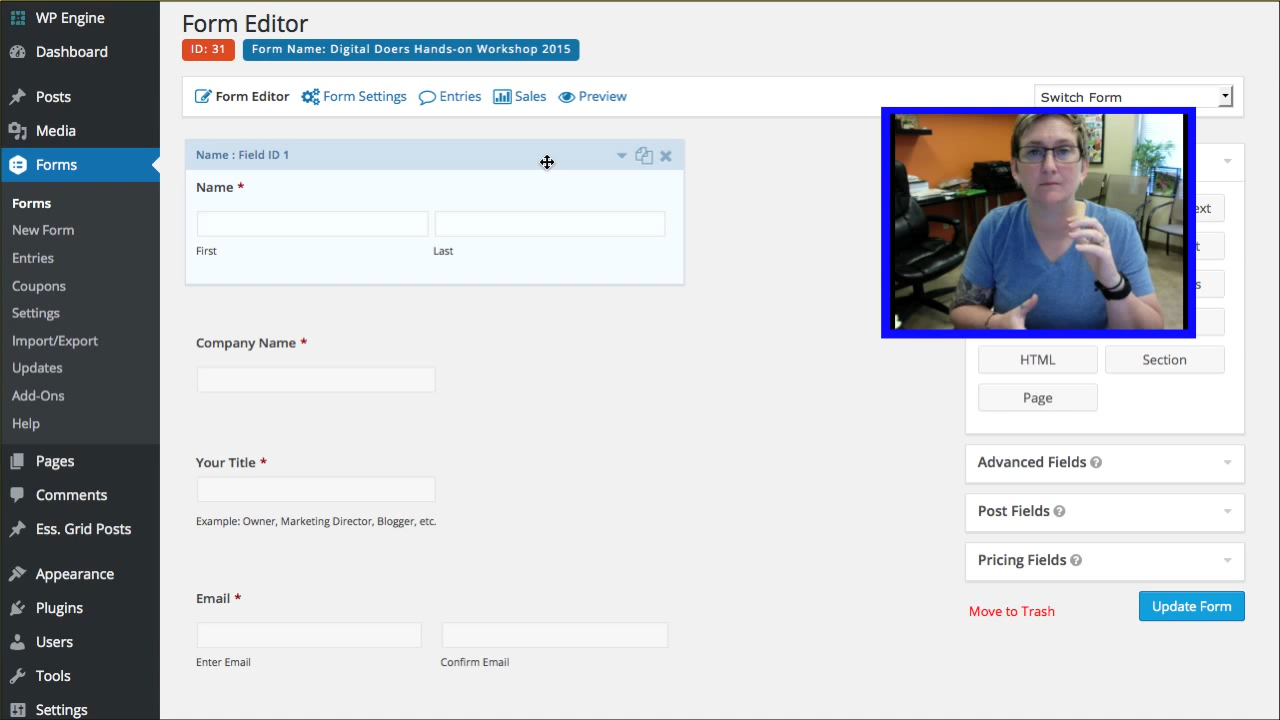 WP Engine
Dashboard
Posts
Media
Forms
Forms
New Form
Entries
Coupons
Settings
Import/Export
Updates
Add-Ons
Help
Pages
Comments
Ess. Grid Posts
Appearance
Plugins
Users
Tools
Settings
Form Editor
ID: 31 Form Name: Digital Doers Hands-on Workshop 2015
Form Editor Form Settings Entries Sales Preview
Switch Form
Name : Field ID 1
Name *
First Last
Company Name *
Your Title *
Example: Owner, Marketing Director, Blogger, etc.
Email *
Enter Email Confirm Email
HTML Section
Page
Advanced Fields ?
Post Fields ?
Pricing Fields ?
Move to Trash Update Form